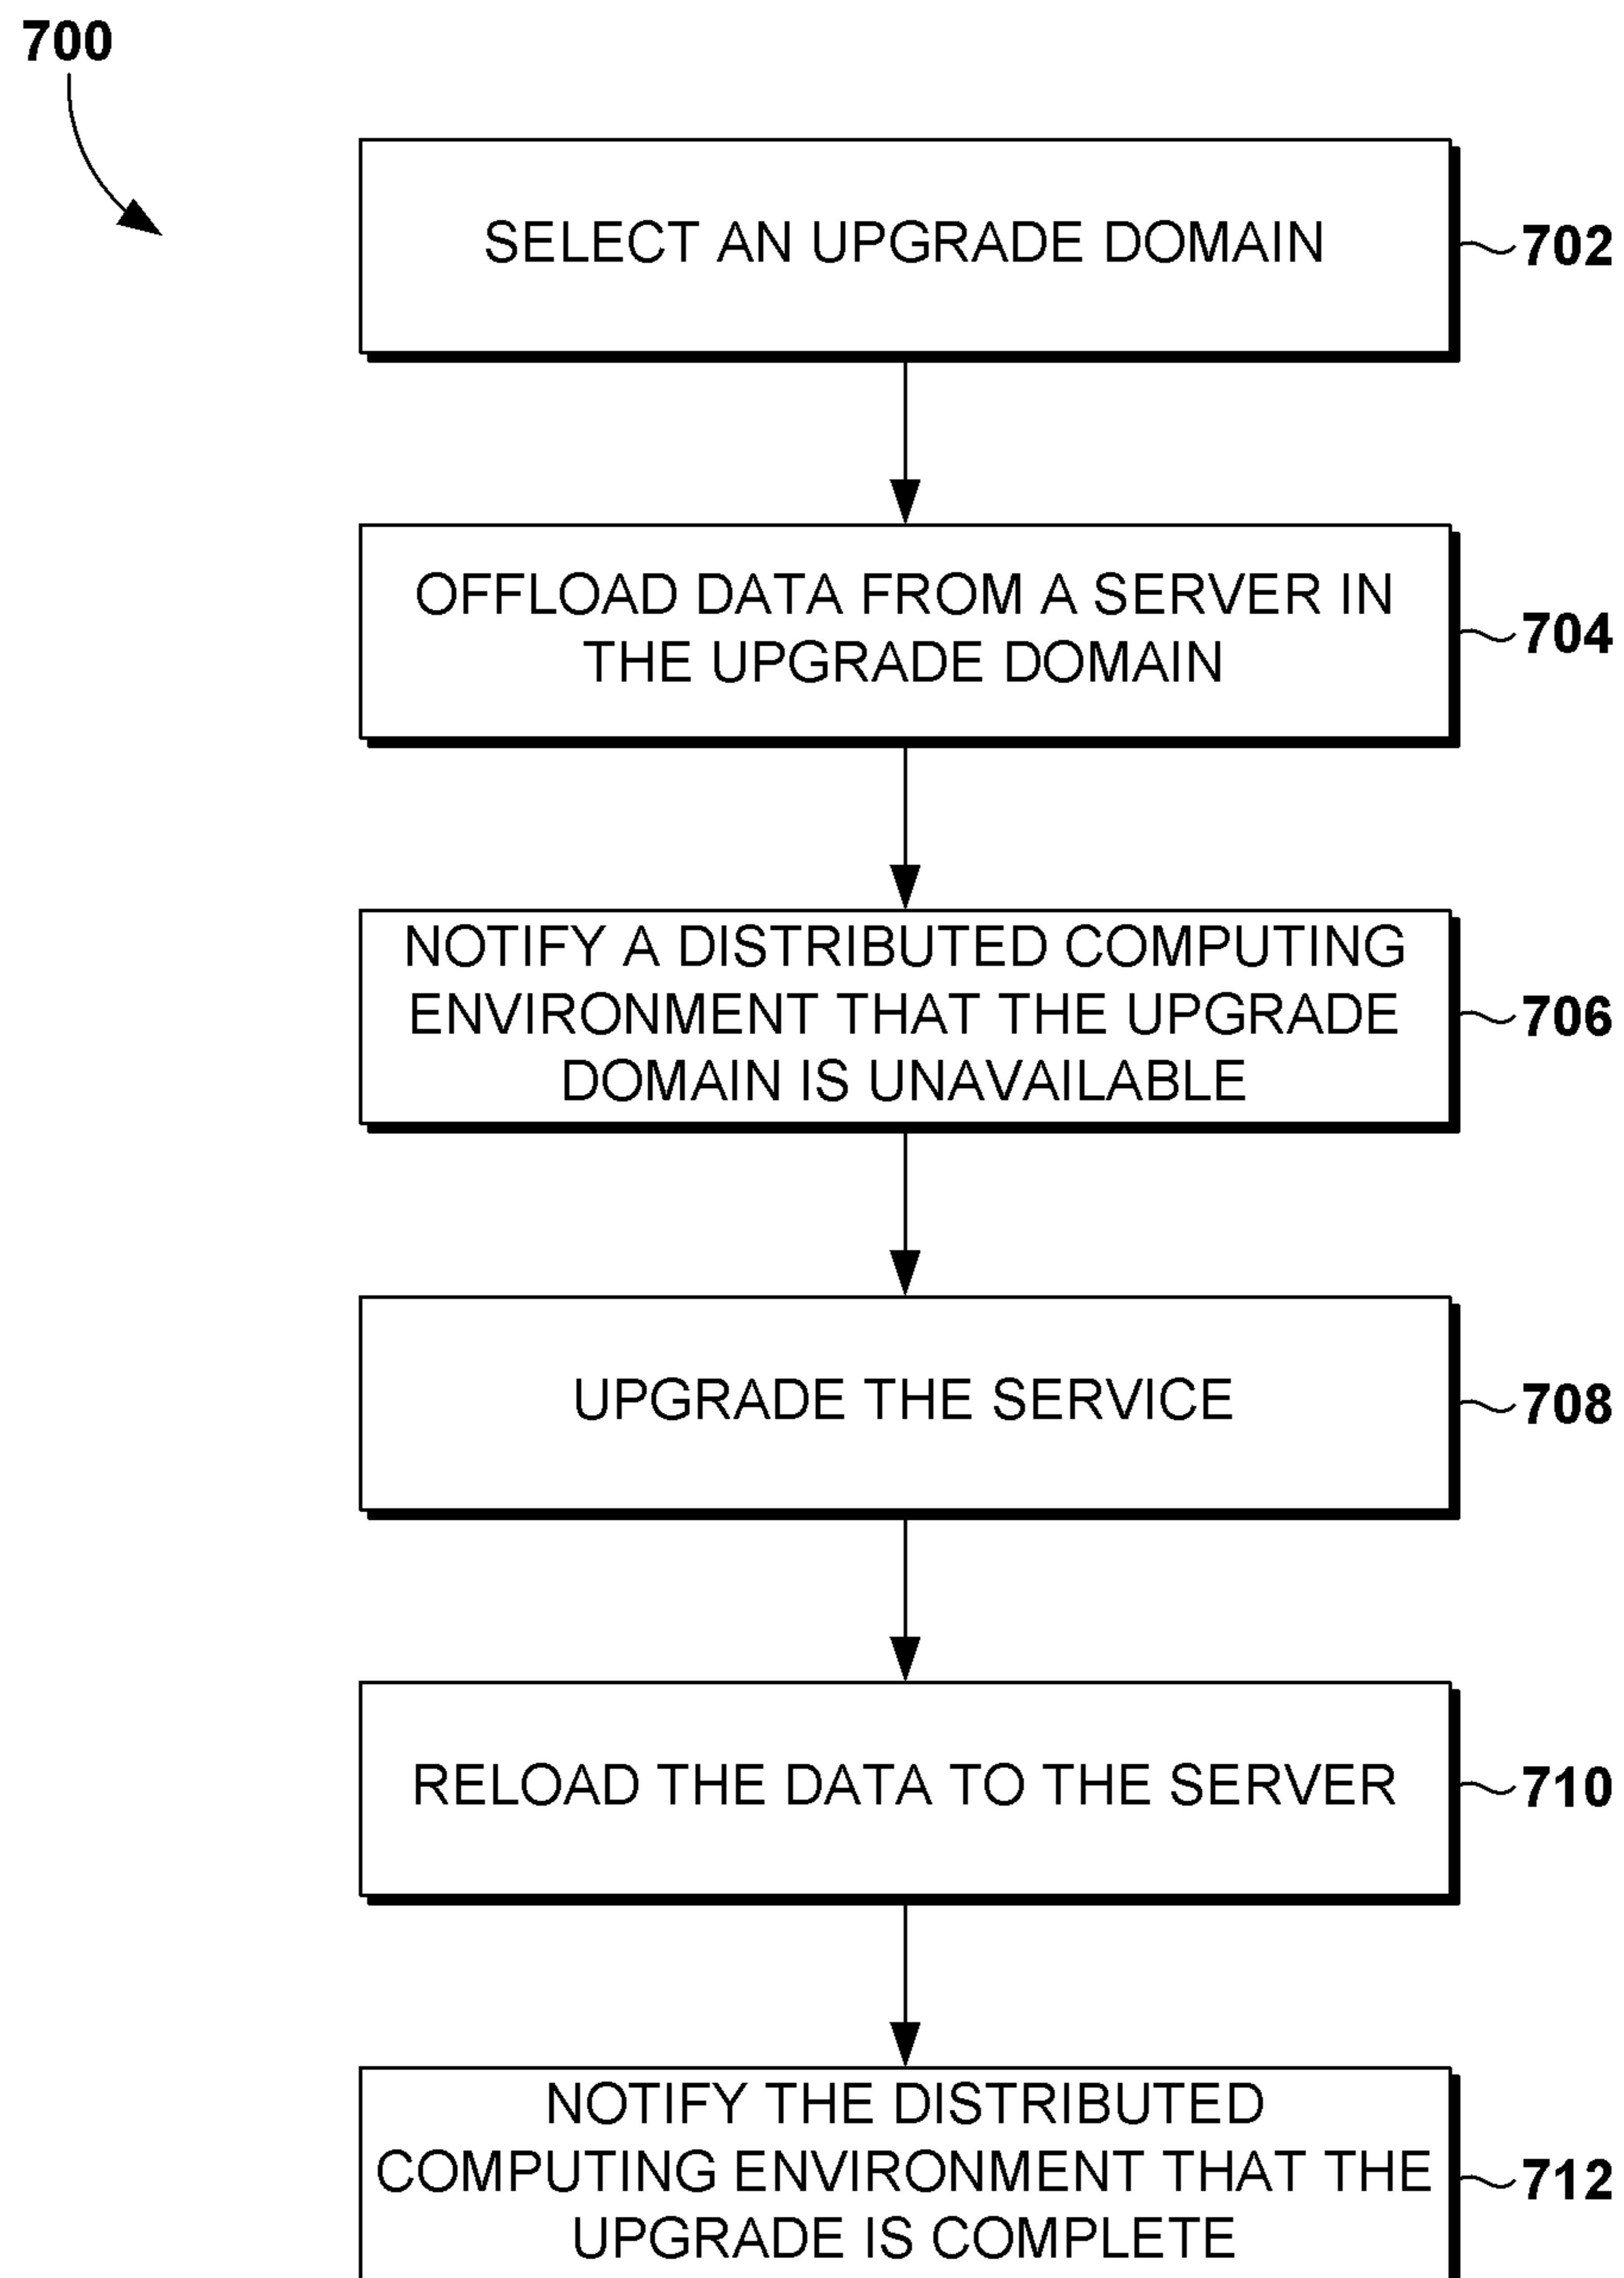 700
SELECT AN UPGRADE DOMAIN
702
OFFLOAD DATA FROM A SERVER IN
THE UPGRADE DOMAIN
704
NOTIFY A DISTRIBUTED COMPUTING
ENVIRONMENT THAT THE UPGRADE
DOMAIN IS UNAVAILABLE
706
UPGRADE THE SERVICE
708
RELOAD THE DATA TO THE SERVER
710
NOTIFY THE DISTRIBUTED
COMPUTING ENVIRONMENT THAT THE
UPGRADE IS COMPLETE
712